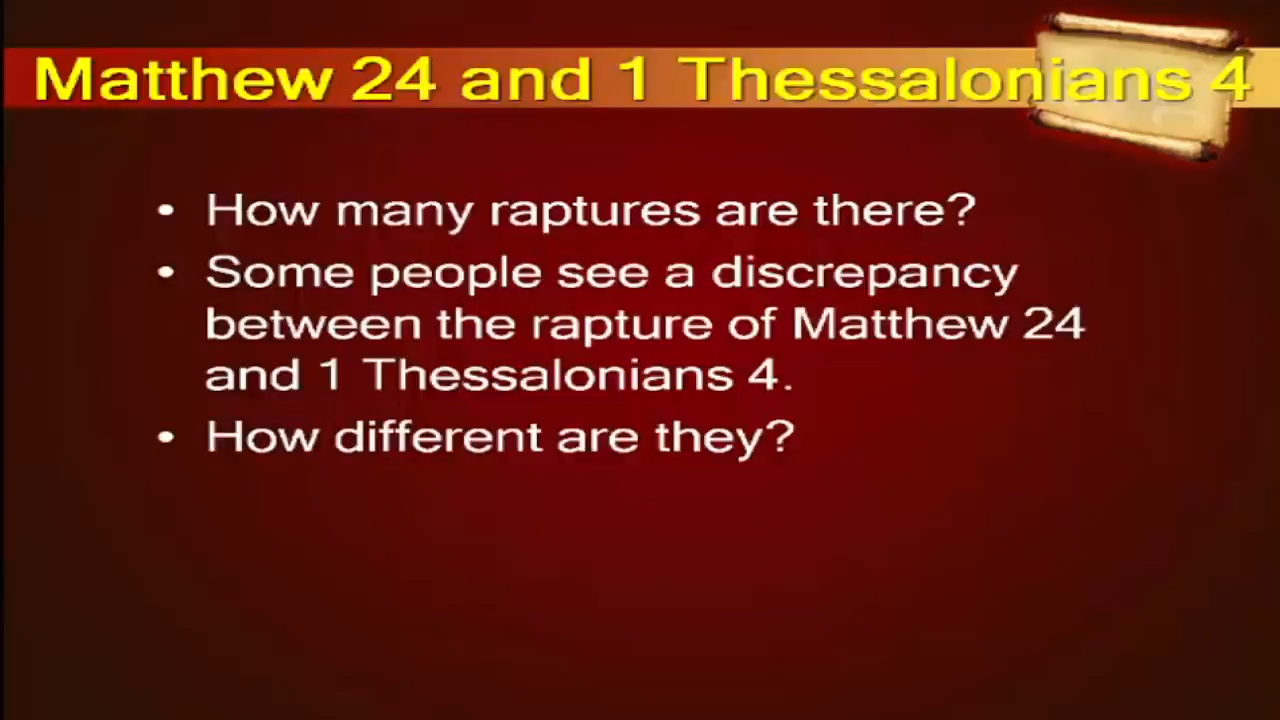 Matthew 24 and 1 Thessalonians 4
• How many raptures are there?
• Some people see a discrepancy
between the rapture of Matthew 24
and 1 Thessalonians 4.
• How different are they?